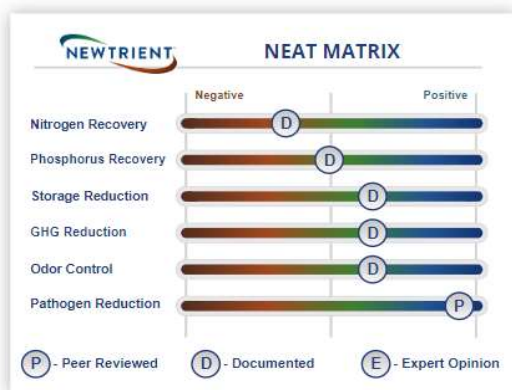 NEWTRIENT
NEAT MATRIX
Negative Positive
Nitrogen Recovery D
Phosphorus Recovery D
Storage Reduction D
GHG Reduction D
Odor Control D
Pathogen Reduction P
P - Peer Reviewed D - Documented E - Expert Opinion